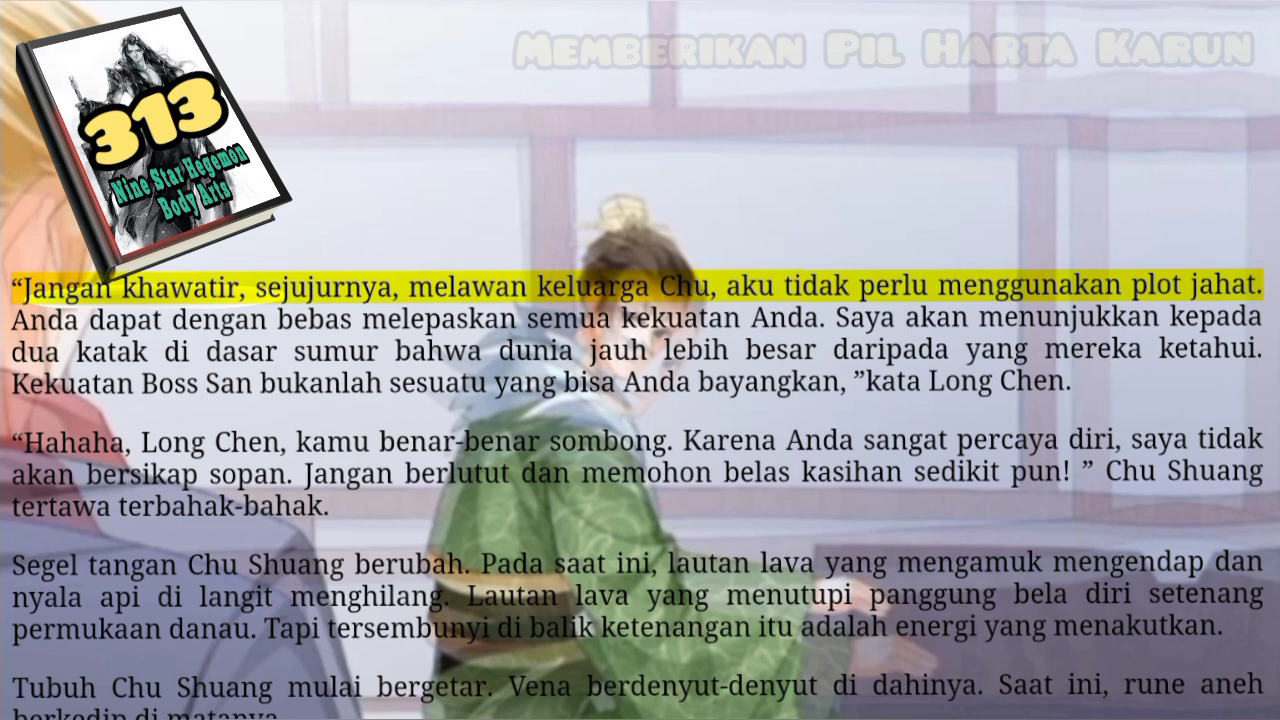 Memberikan Pil Harta Karun
313
Nine Star Hegemon
Body Arts
“Jangan khawatir, sejujurnya, melawan keluarga Chu, aku tidak perlu menggunakan plot jahat.
Anda dapat dengan bebas melepaskan semua kekuatan Anda. Saya akan menunjukkan kepada
dua katak di dasar sumur bahwa dunia jauh lebih besar daripada yang mereka ketahui.
Kekuatan Boss San bukanlah sesuatu yang bisa Anda bayangkan, ”kata Long Chen.
“Hahaha, Long Chen, kamu benar-benar sombong. Karena Anda sangat percaya diri, saya tidak
akan bersikap sopan. Jangan berlutut dan memohon belas kasihan sedikit pun! ” Chu Shuang
tertawa terbahak-bahak.
Segel tangan Chu Shuang berubah. Pada saat ini, lautan lava yang mengamuk mengendap dan
nyala api di langit menghilang. Lautan lava yang menutupi panggung bela diri setenang
permukaan danau. Tapi tersembunyi di balik ketenangan itu adalah energi yang menakutkan.
Tubuh Chu Shuang mulai bergetar. Vena berdenyut-denyut di dahinya. Saat ini, rune aneh
berkedip di matanya.